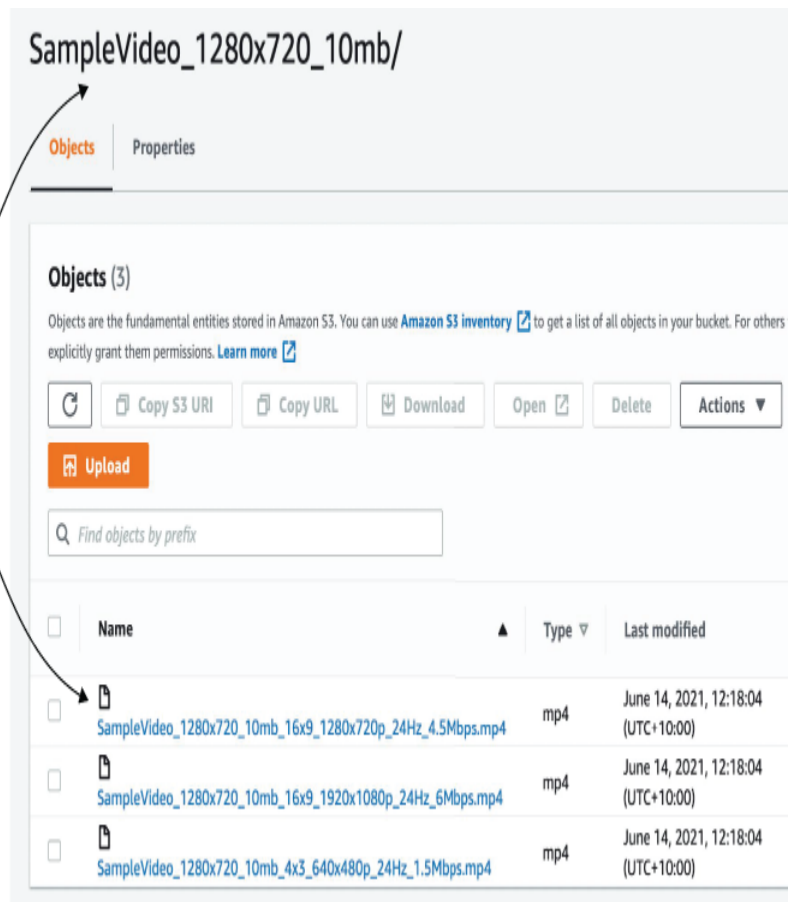 SampleVideo_1280x720_10mb/
Objects Properties
Objects (3)
Objects are the fundamental entities stored in Amazon S3. You can use Amazon S3 inventory to get a list of all objects in your bucket. For others
explicitly grant them permissions. Learn more
Copy S3 URI Copy URL Download Open Delete Actions
Upload
Find objects by prefix
Name Type Last modified
SampleVideo_1280x720_10mb_16x9_1280x720p_24Hz_4.5Mbps.mp4 mp4 June 14, 2021, 12:18:04
(UTC+10:00)
SampleVideo_1280x720_10mb_16x9_1920x1080p_24Hz_6Mbps.mp4 mp4 June 14, 2021, 12:18:04
(UTC+10:00)
SampleVideo_1280x720_10mb_4x3_640x480p_24Hz_1.5Mbps.mp4 mp4 June 14, 2021, 12:18:04
(UTC+10:00)